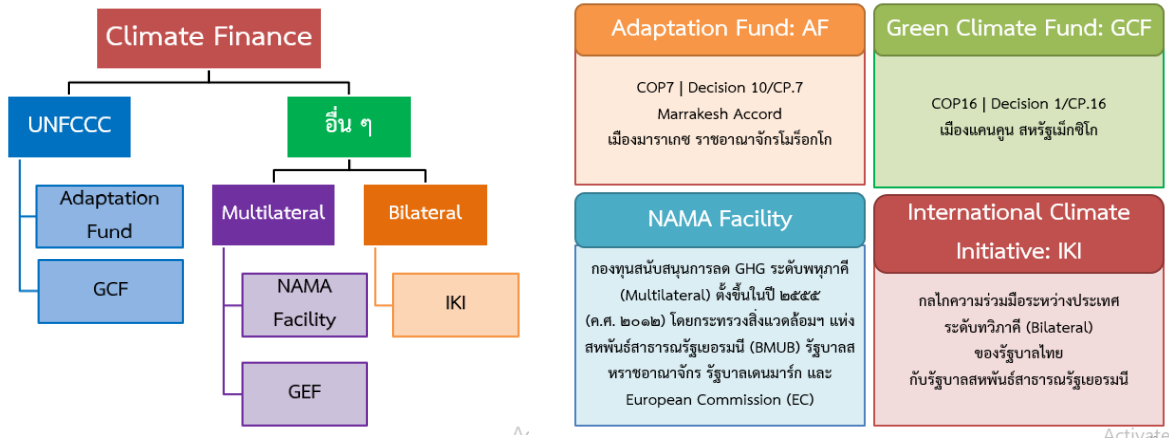 Climate Finance
UNFCCC
อื่น ๆ
Adaptation
Fund
GCF
Multilateral
Bilateral
NAMA
Facility
GEF
IKI
Adaptation Fund: AF
COP7 | Decision 10/CP.7
Marrakesh Accord
เมืองมาราเกซ ราชอาณาจักรโมร็อกโก
Green Climate Fund: GCF
COP16 | Decision 1/CP.16
เมืองแคนคูน สหรัฐเม็กซิโก
NAMA Facility
กองทุนสนับสนุนการลด GHG ระดับพหุภาคี
(Multilateral) ตั้งขึ้นในปี ๒๕๕๕
(ค.ศ. ๒๐๑๒) โดยกระทรวงสิ่งแวดล้อมฯ แห่ง
สหพันธ์สาธารณรัฐเยอรมนี (BMUB) รัฐบาลส
หราชอาณาจักร รัฐบาลเดนมาร์ก และ
European Commission (EC)
International Climate
Initiative: IKI
กลไกความร่วมมือระหว่างประเทศ
ระดับทวิภาคี (Bilateral)
ของรัฐบาลไทย
กับรัฐบาลสหพันธ์สาธารณรัฐเยอรมนี
Activate